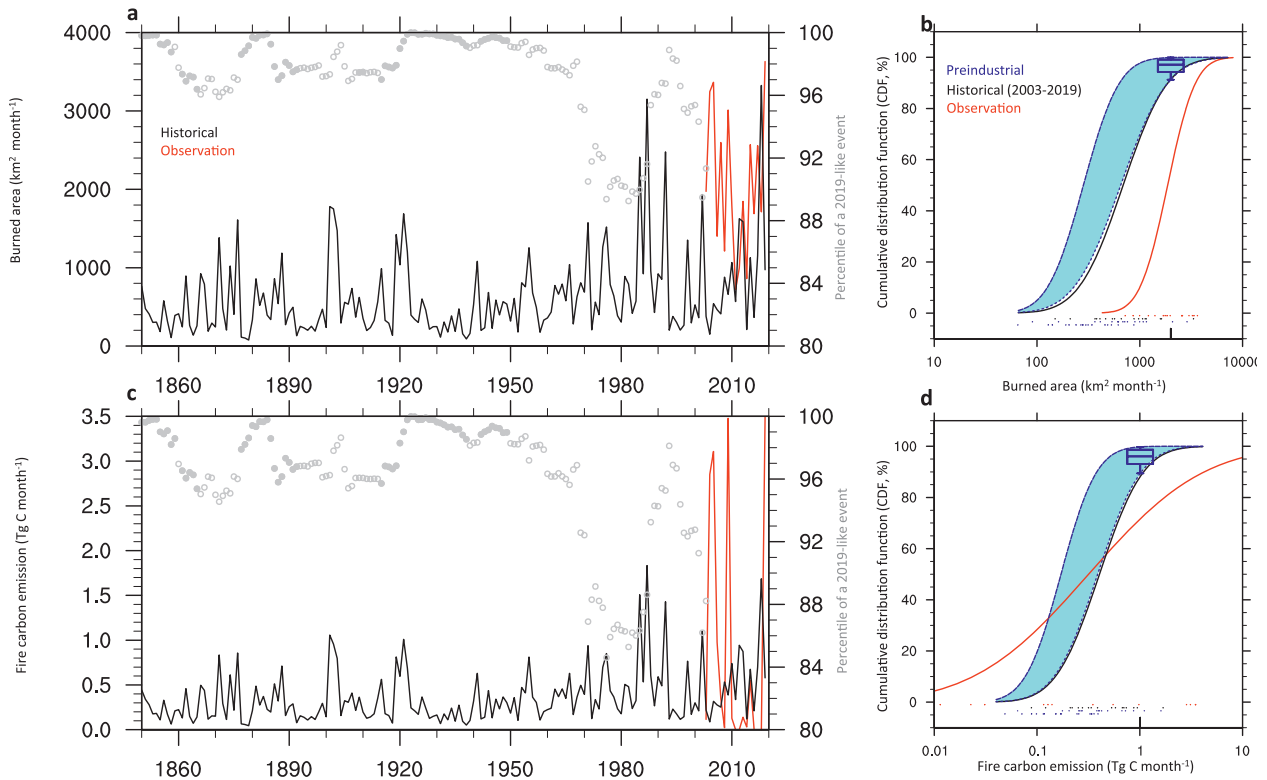 a
4000
3000
2000
1000
0
Burned area (km² month⁻¹)
Historical
Observation
100
96
92
88
84
80
Percentile of a 2019-like event
1860 1890 1920 1950 1980 2010
b
100
80
60
40
20
0
Cumulative distribution function (CDF, %)
Preindustrial
Historical (2003-2019)
Observation
10 100 1000 10000
Burned area (km² month⁻¹)
c
3.5
3.0
2.5
2.0
1.5
1.0
0.5
0.0
Fire carbon emission (Tg C month⁻¹)
100
96
92
88
84
80
Percentile of a 2019-like event
1860 1890 1920 1950 1980 2010
d
100
80
60
40
20
0
Cumulative distribution function (CDF, %)
0.01 0.1 1 10
Fire carbon emission (Tg C month⁻¹)